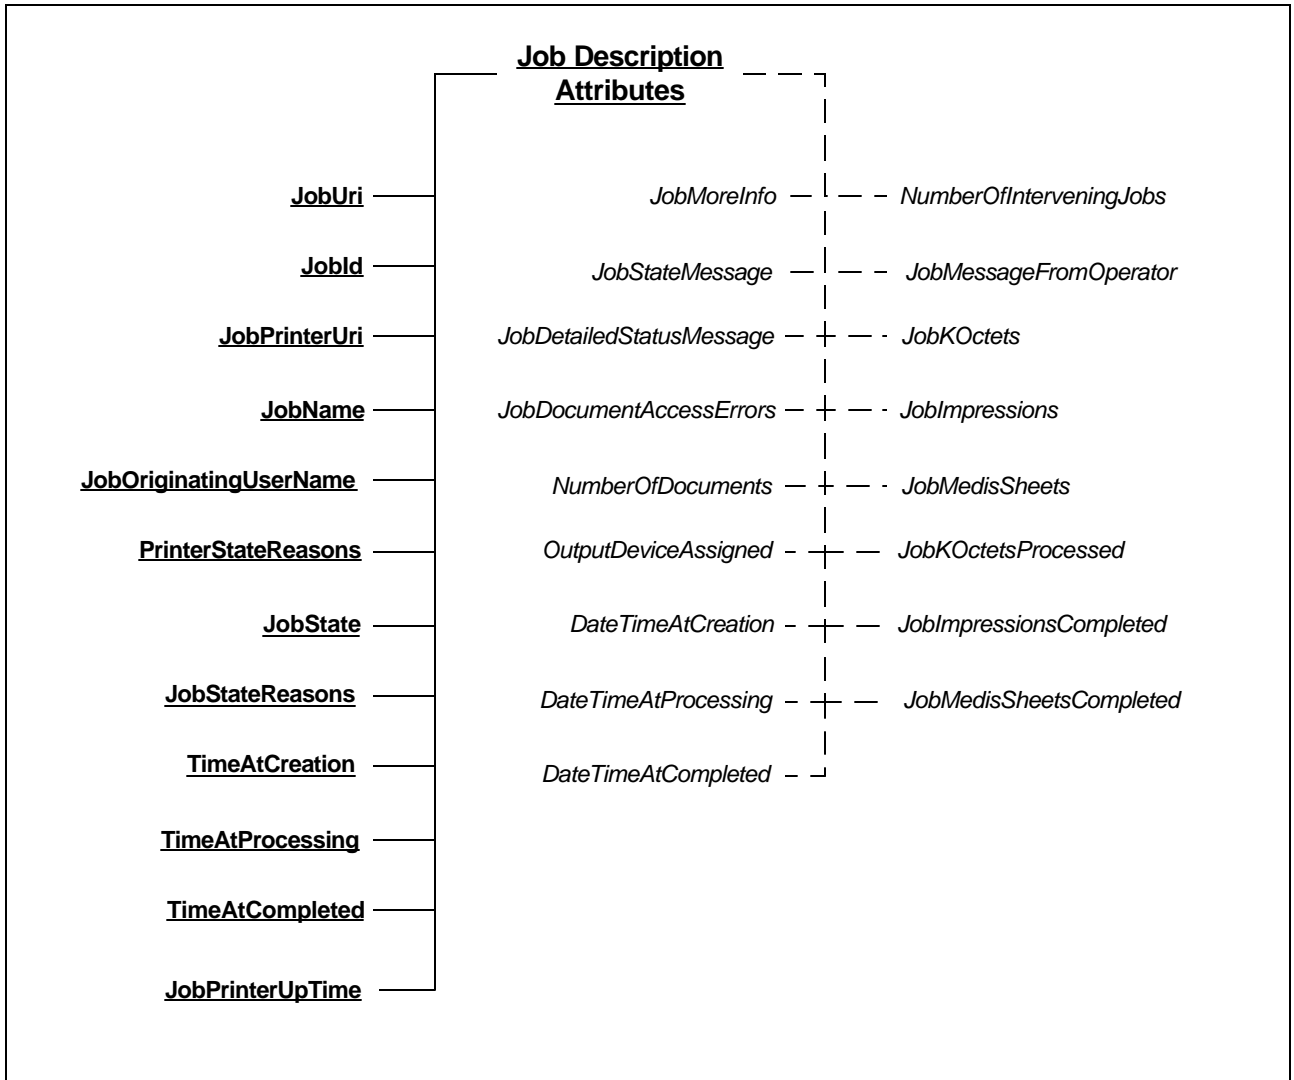 Job Description
Attributes
JobUri
JobMoreInfo
NumberOfInterveningJobs
JobId
JobStateMessage
JobMessageFromOperator
JobPrinterUri
JobDetailedStatusMessage
JobKOctets
JobName
JobDocumentAccessErrors
JobImpressions
JobOriginatingUserName
NumberOfDocuments
JobMedisSheets
PrinterStateReasons
OutputDeviceAssigned
JobKOctetsProcessed
JobState
DateTimeAtCreation
JobImpressionsCompleted
JobStateReasons
DateTimeAtProcessing
JobMedisSheetsCompleted
TimeAtCreation
DateTimeAtCompleted
TimeAtProcessing
TimeAtCompleted
JobPrinterUpTime